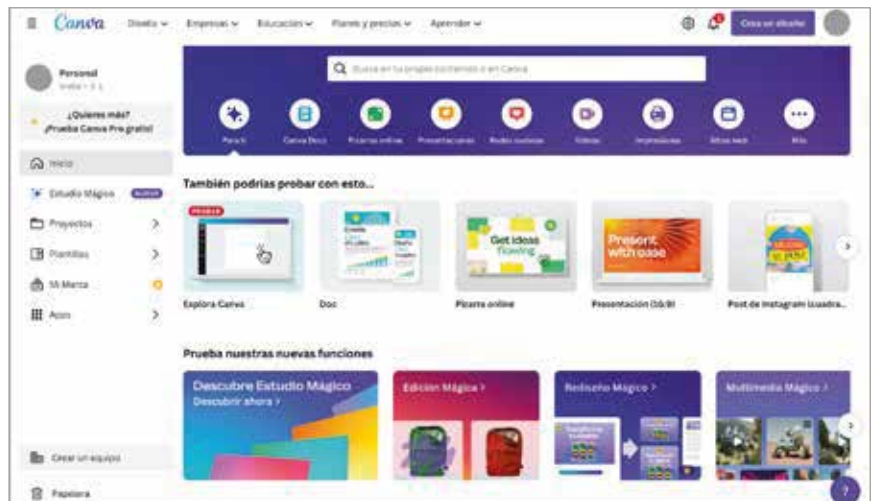 Canva Diseño Empresas Educación Planes y precios Aprender Crea un diseño
Personal
¿Quieres más?
¡Prueba Canva Pro gratis!
Inicio
Estudio Mágico
Proyectos
Plantillas
Mi Marca
Apps
Crear un equipo
Papelera
Busca en tu propio contenido o en Canva
Para ti Canva Docs Pizarras online Presentaciones Redes sociales Vídeos Impresiones Sitios web Más
También podrías probar con esto...
PROBAR
Get ideas
flowing
Present
with ease
Explora Canva Doc Pizarra online Presentación (16:9) Post de Instagram (cuadra...
Prueba nuestras nuevas funciones
Descubre Estudio Mágico
Descubrir ahora >
Edición Mágica > Rediseño Mágico > Multimedia Mágico >
?